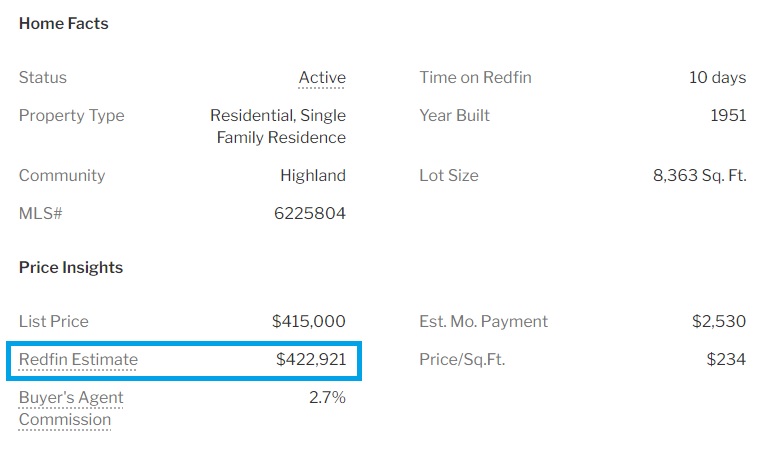 Home Facts
Status Active Time on Redfin 10 days
Property Type Residential, Single Year Built 1951
Family Residence
Community Highland Lot Size 8,363 Sq. Ft.
MLS# 6225804
Price Insights
List Price $415,000 Est. Mo. Payment $2,530
Redfin Estimate $422,921 Price/Sq.Ft. $234
Buyer's Agent 2.7%
Commission